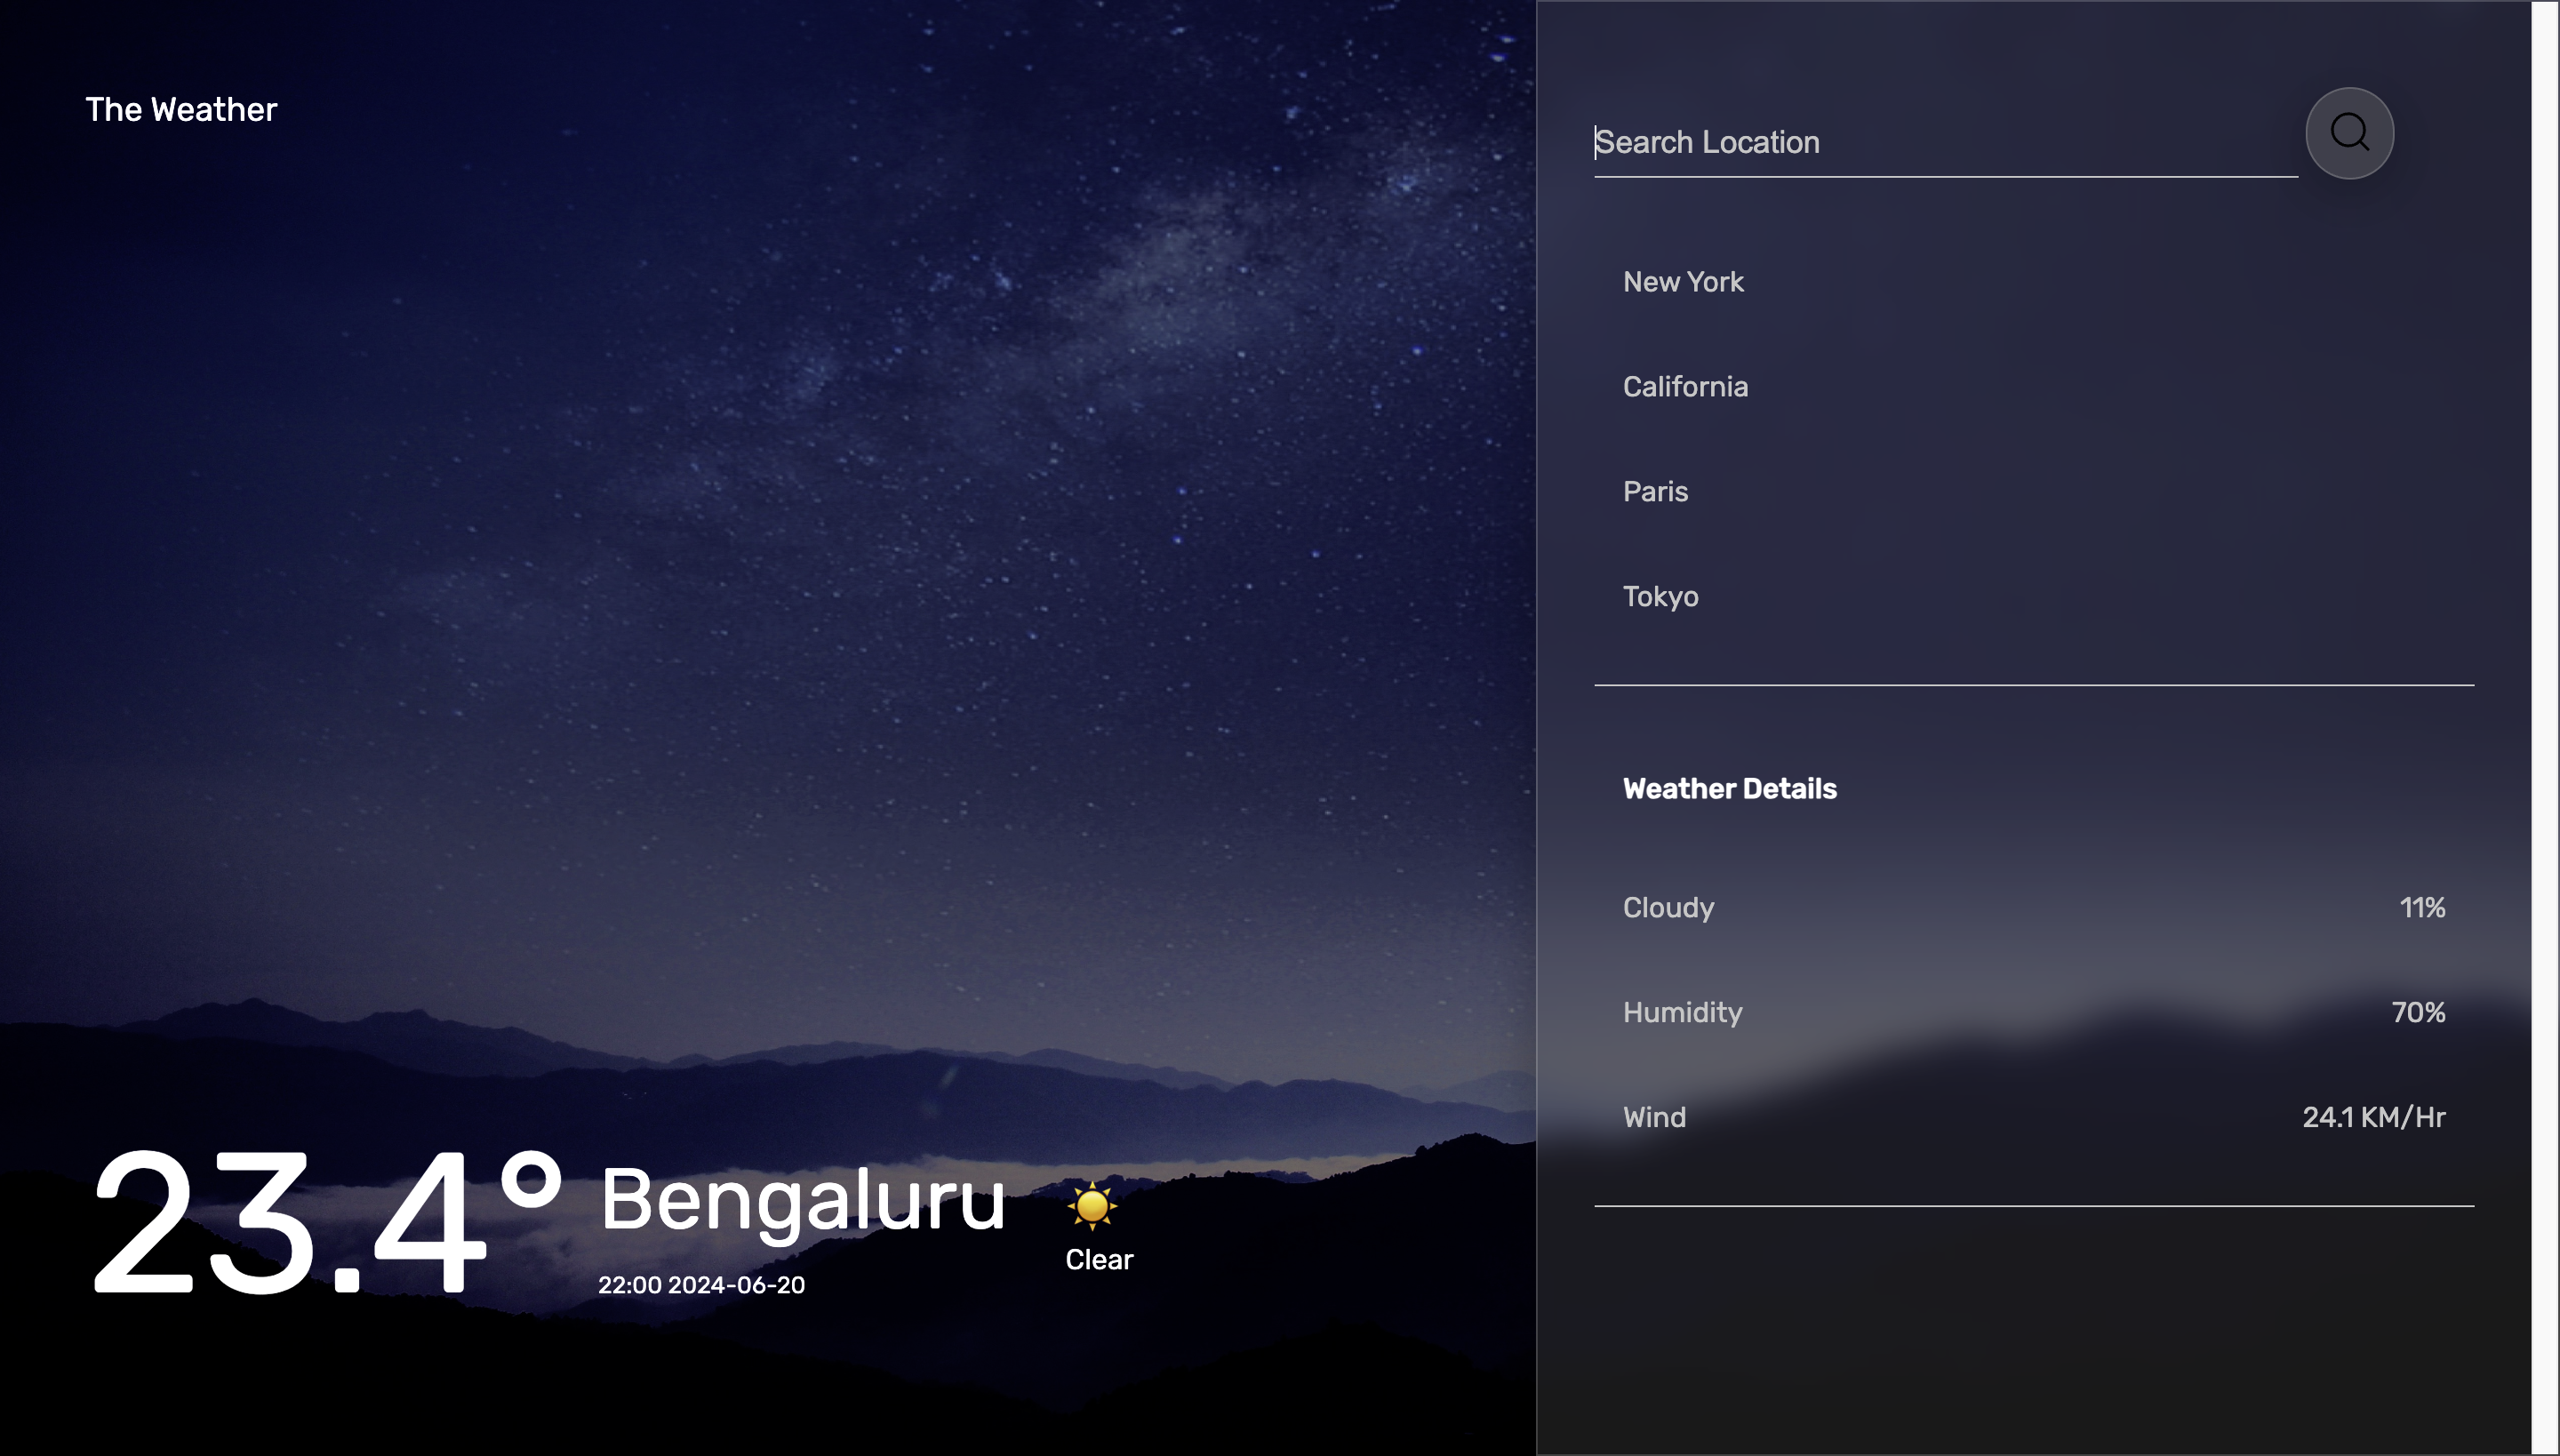 The Weather
23.4°
Bengaluru
22:00 2024-06-20
Clear
Search Location
New York
California
Paris
Tokyo
Weather Details
Cloudy 11%
Humidity 70%
Wind 24.1 KM/Hr